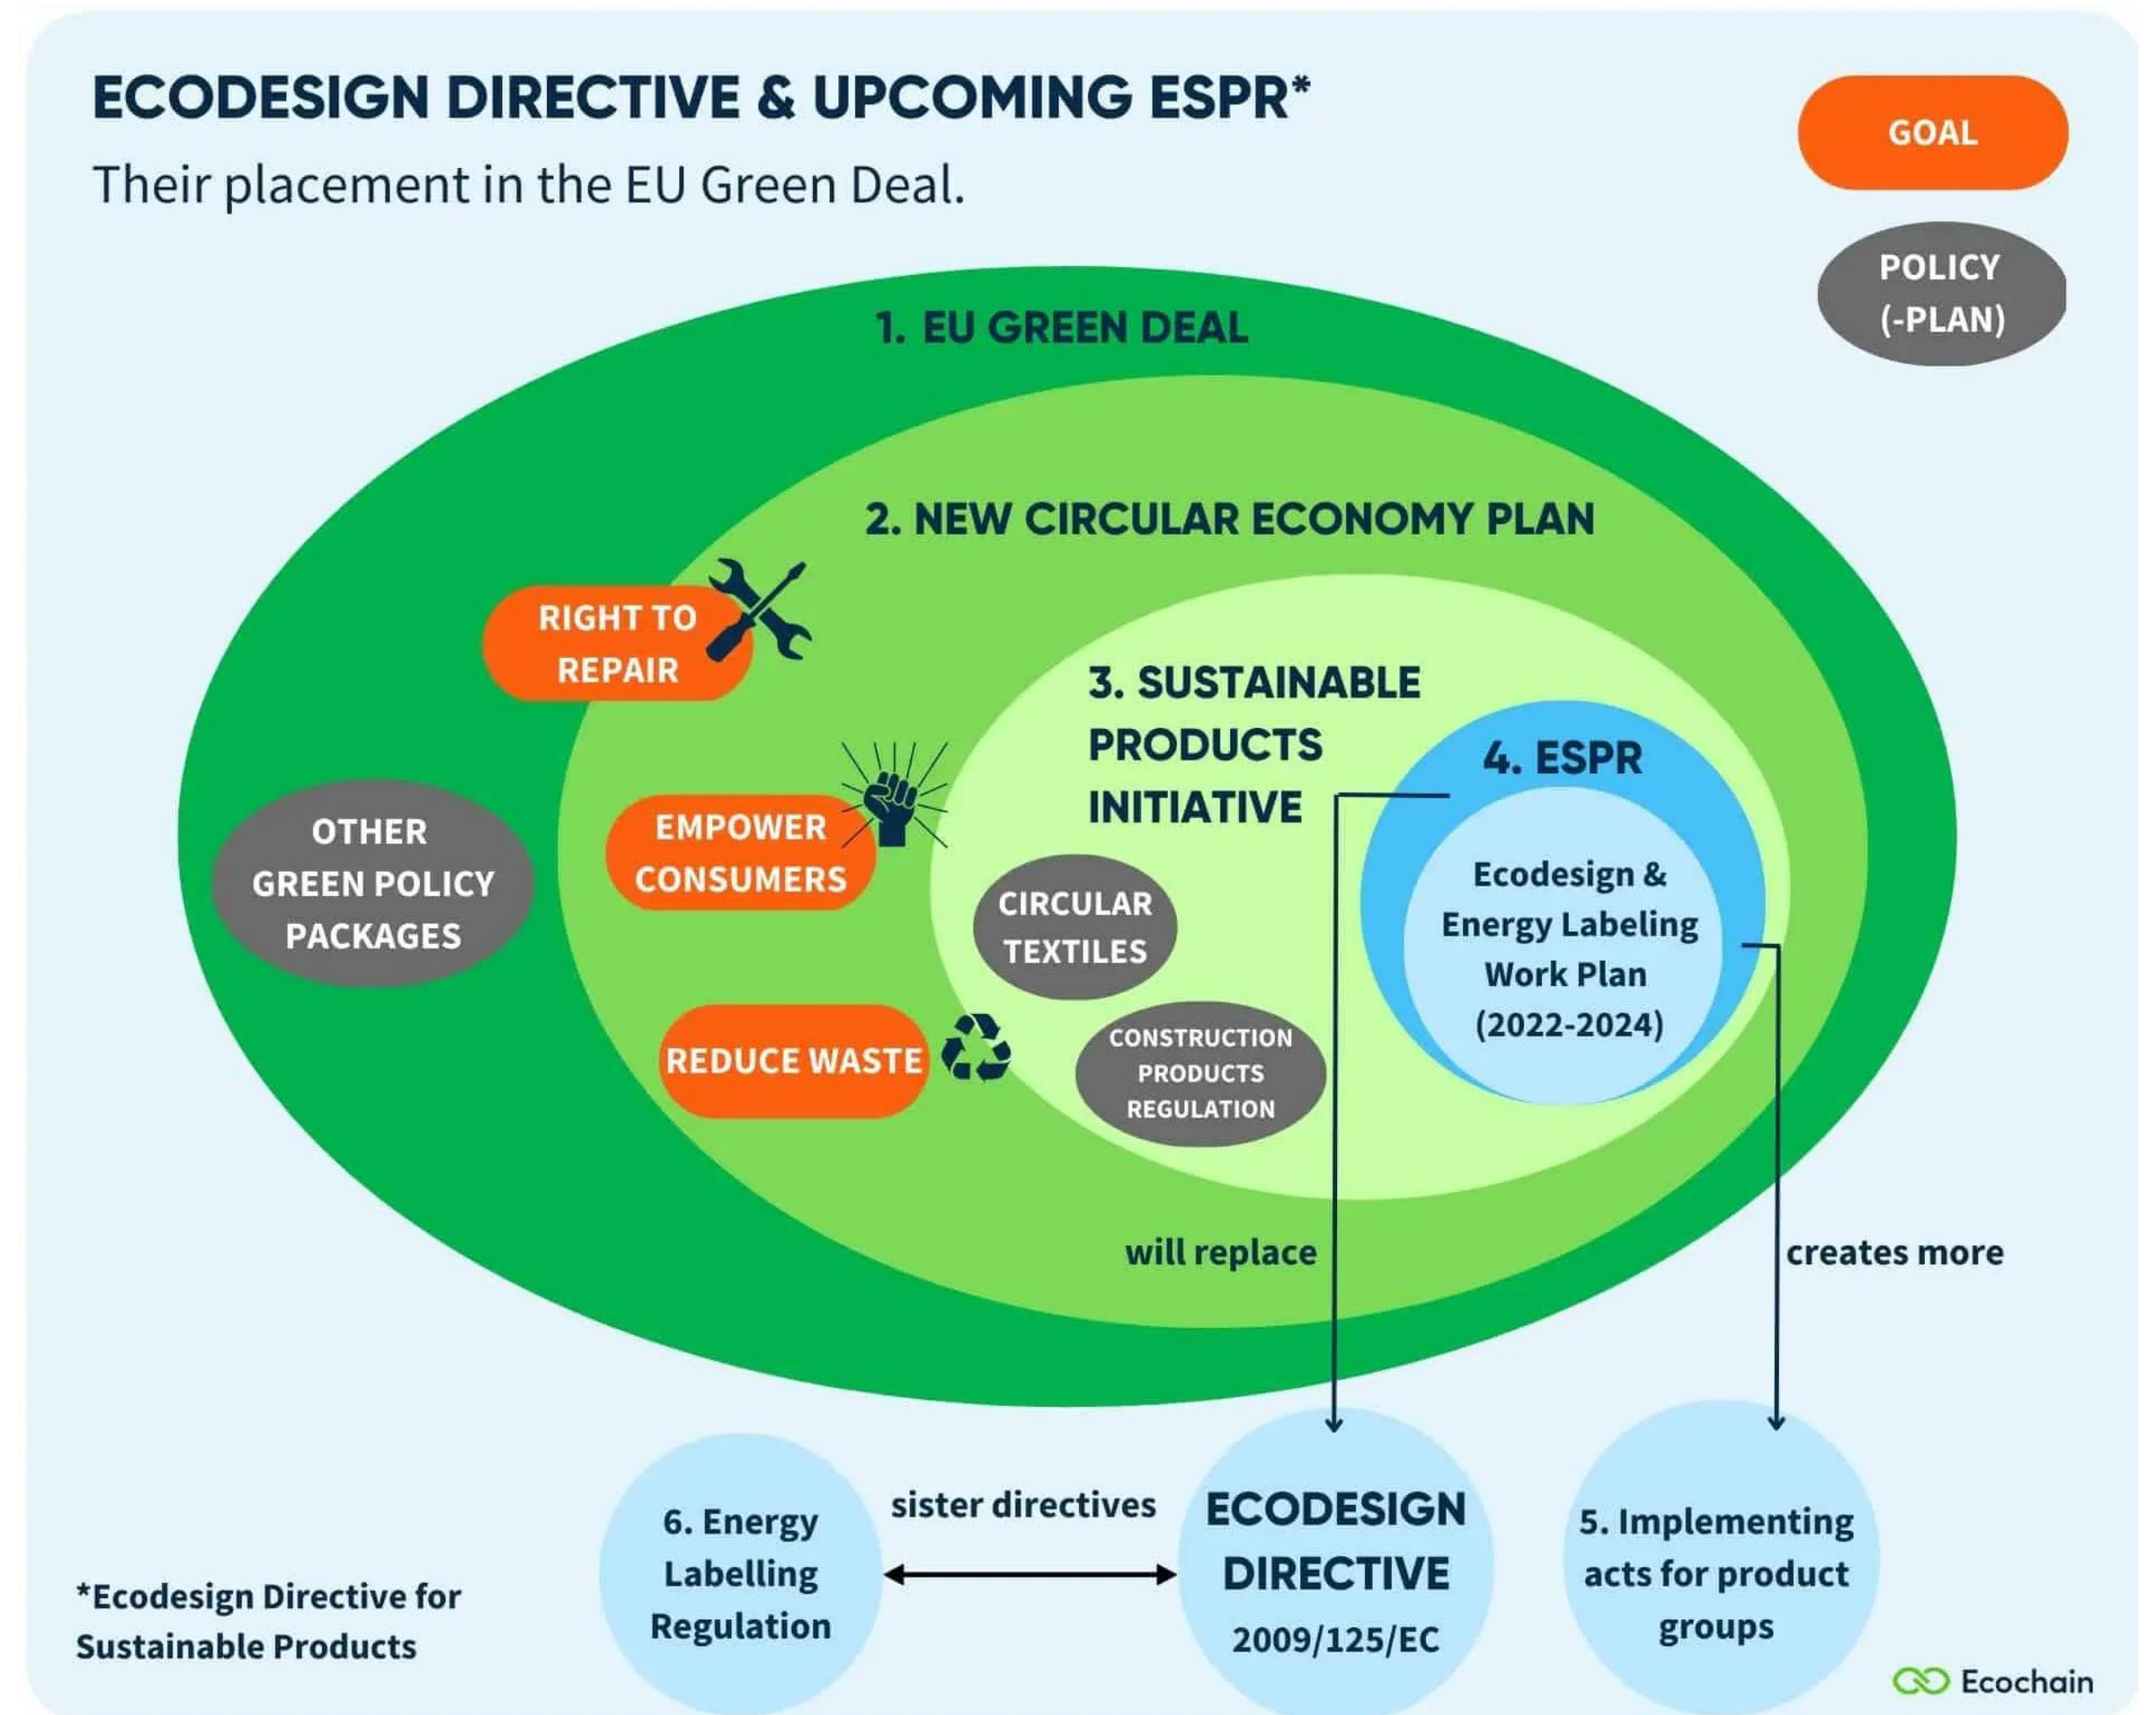 ECODESIGN DIRECTIVE & UPCOMING ESPR*
Their placement in the EU Green Deal.
GOAL
POLICY
(-PLAN)
1. EU GREEN DEAL
2. NEW CIRCULAR ECONOMY PLAN
RIGHT TO
REPAIR
3. SUSTAINABLE
PRODUCTS
INITIATIVE
4. ESPR
OTHER
GREEN POLICY
PACKAGES
EMPOWER
CONSUMERS
CIRCULAR
TEXTILES
Ecodesign &
Energy Labeling
Work Plan
(2022-2024)
REDUCE WASTE
CONSTRUCTION
PRODUCTS
REGULATION
will replace
creates more
6. Energy
Labelling
Regulation
sister directives
ECODESIGN
DIRECTIVE
2009/125/EC
5. Implementing
acts for product
groups
*Ecodesign Directive for
Sustainable Products
Ecochain